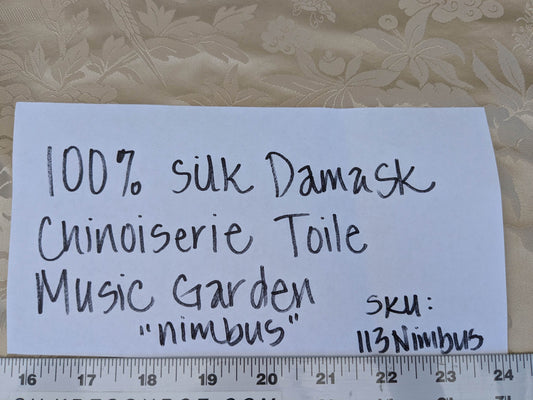 100% silk Damask
Chinoiserie Toile
Music Garden
"nimbus"
SKU:
113Nimbus
16 17 18 19 20 21 22 23 24